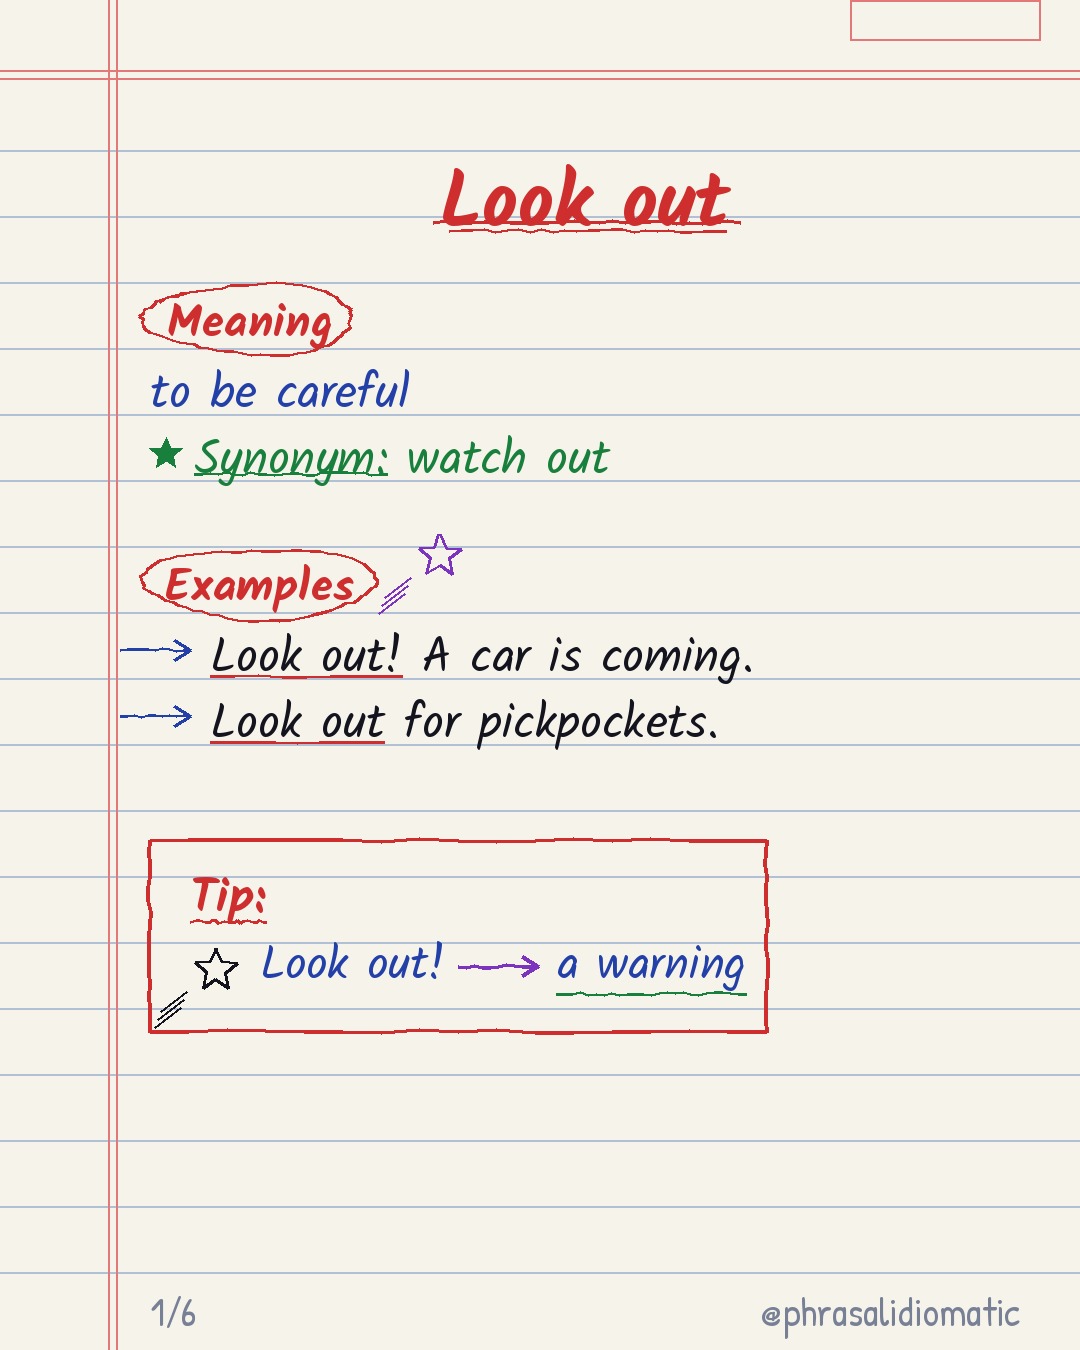 Look out
Meaning
to be careful
Synonym: watch out
Examples
Look out! A car is coming.
Look out for pickpockets.
Tip:
Look out! → a warning
1/6
@phrasalidiomatic